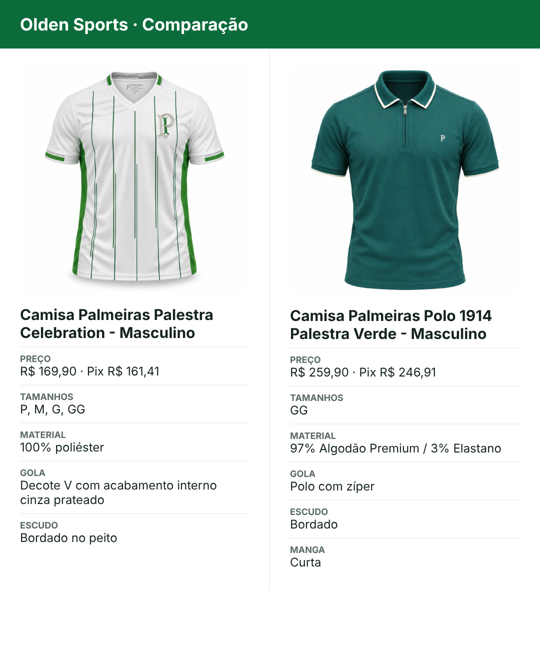 Olden Sports · Comparação
Camisa Palmeiras Palestra
Celebration - Masculino
PREÇO
R$ 169,90 · Pix R$ 161,41
TAMANHOS
P, M, G, GG
MATERIAL
100% poliéster
GOLA
Decote V com acabamento interno
cinza prateado
ESCUDO
Bordado no peito
P
Camisa Palmeiras Polo 1914
Palestra Verde - Masculino
PREÇO
R$ 259,90 · Pix R$ 246,91
TAMANHOS
GG
MATERIAL
97% Algodão Premium / 3% Elastano
GOLA
Polo com zíper
ESCUDO
Bordado
MANGA
Curta